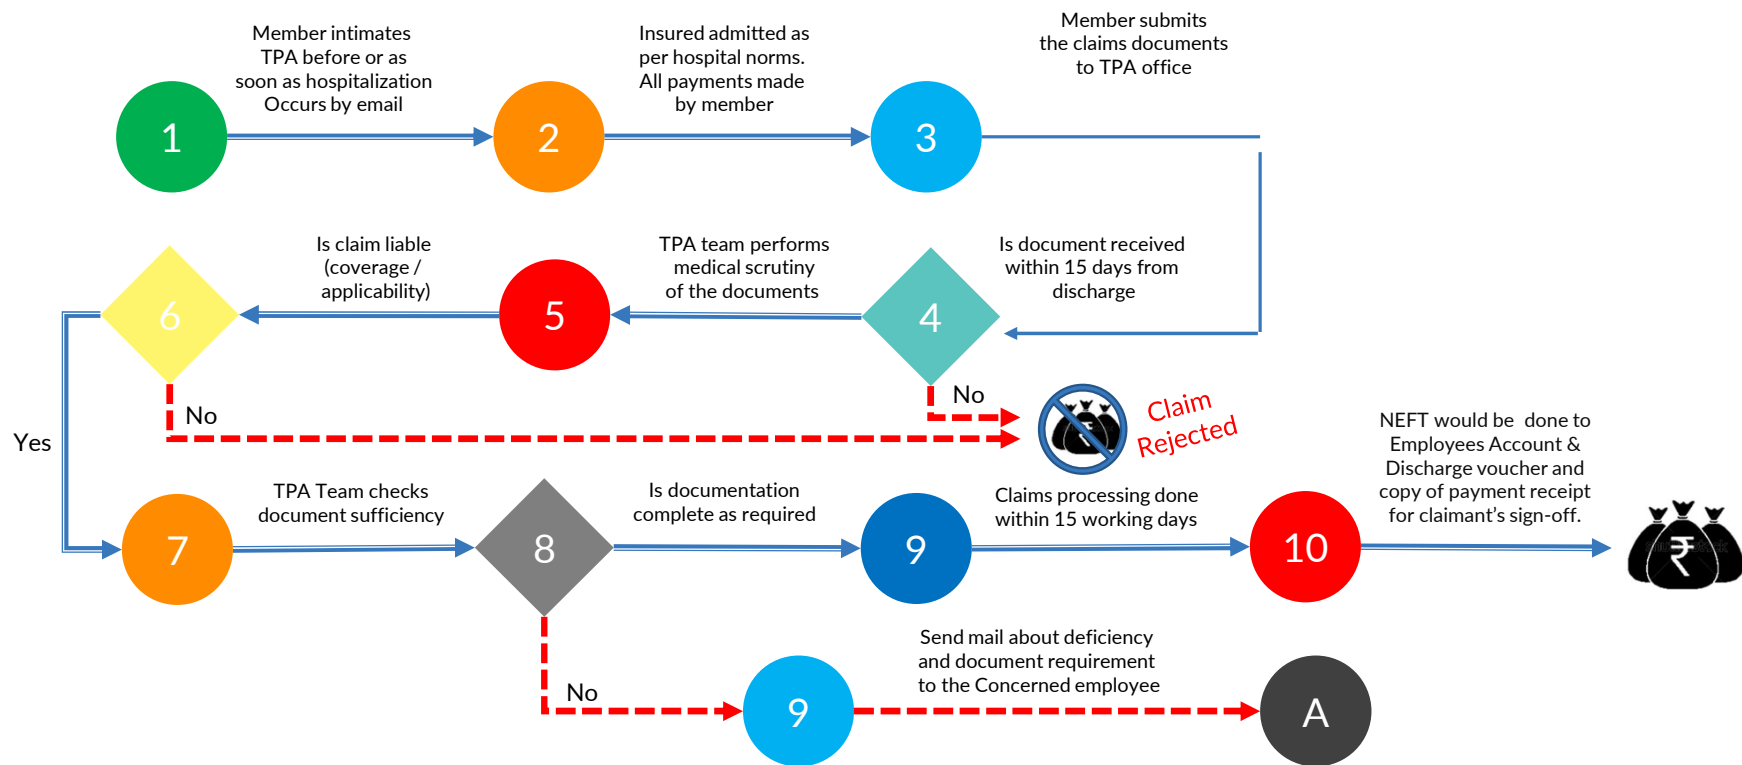 Member intimates
TPA before or as
soon as hospitalization
Occurs by email
1
Insured admitted as
per hospital norms.
All payments made
by member
2
Member submits
the claims documents
to TPA office
3
Is document received
within 15 days from
discharge
4
TPA team performs
medical scrutiny
of the documents
5
Is claim liable
(coverage /
applicability)
6
No
No
Claim
Rejected
Yes
7
TPA Team checks
document sufficiency
8
Is documentation
complete as required
9
Claims processing done
within 15 working days
10
NEFT would be done to
Employees Account &
Discharge voucher and
copy of payment receipt
for claimant's sign-off.
₹
No
9
Send mail about deficiency
and document requirement
to the Concerned employee
A